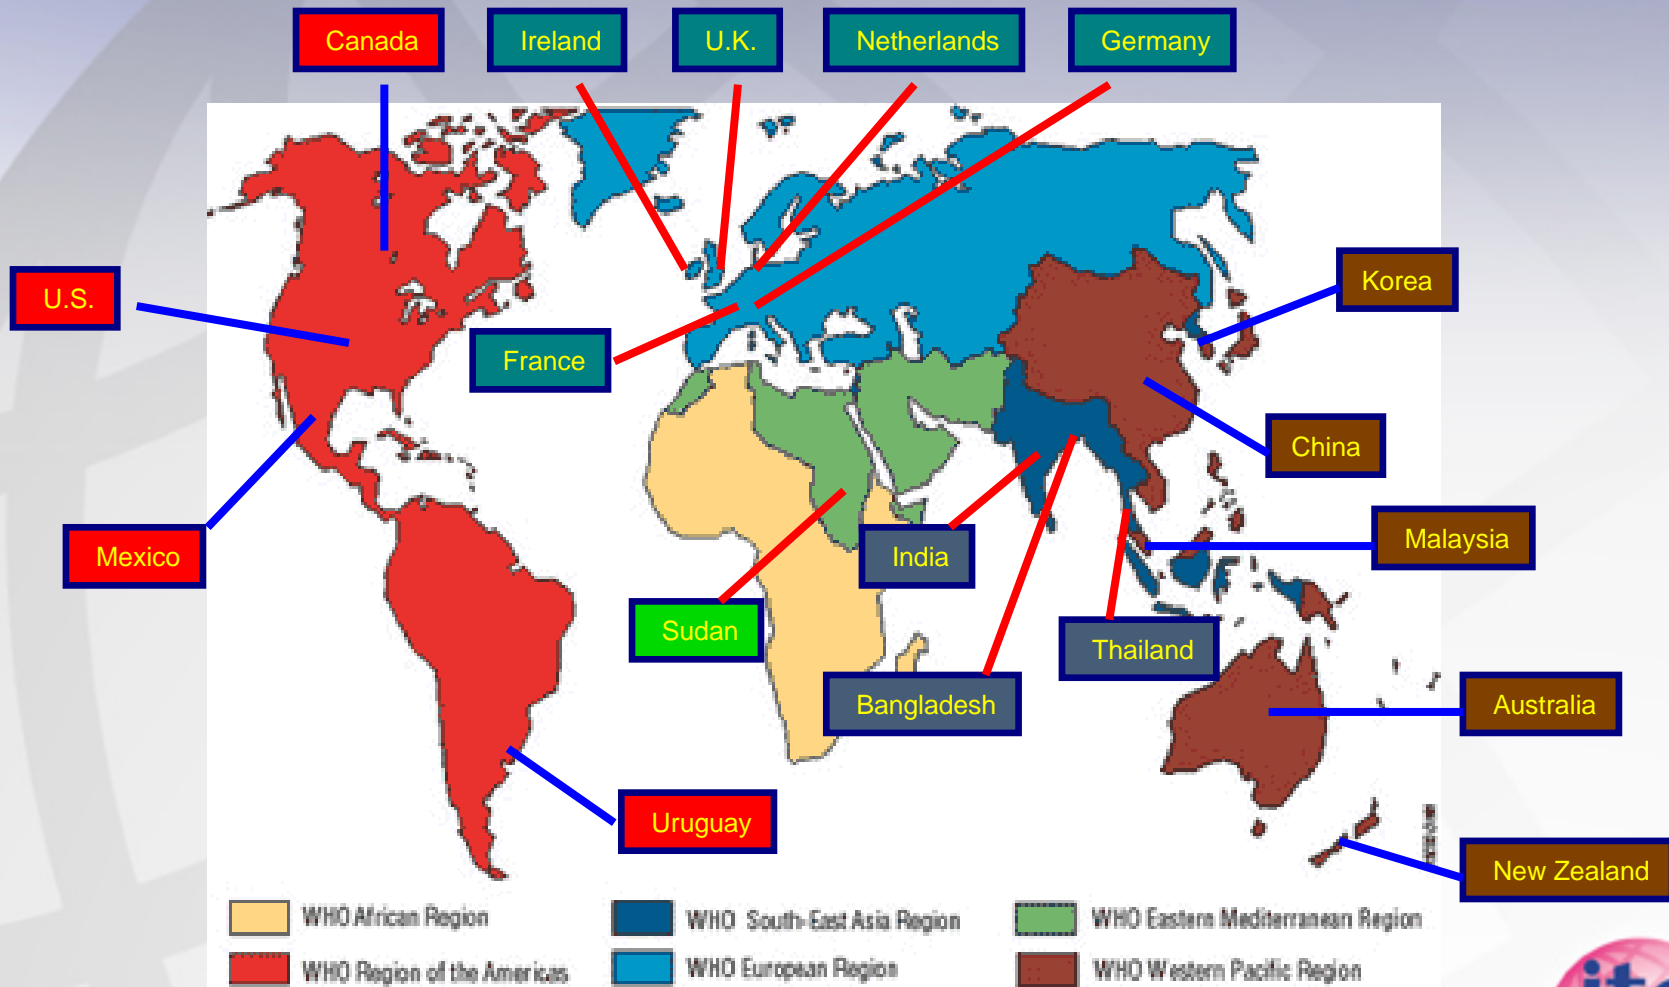 Canada
Ireland
U.K.
Netherlands
Germany
U.S.
Korea
France
China
Mexico
India
Malaysia
Sudan
Thailand
Bangladesh
Australia
Uruguay
New Zealand
WHO African Region
WHO South-East Asia Region
WHO Eastern Mediterranean Region
WHO Region of the Americas
WHO European Region
WHO Western Pacific Region